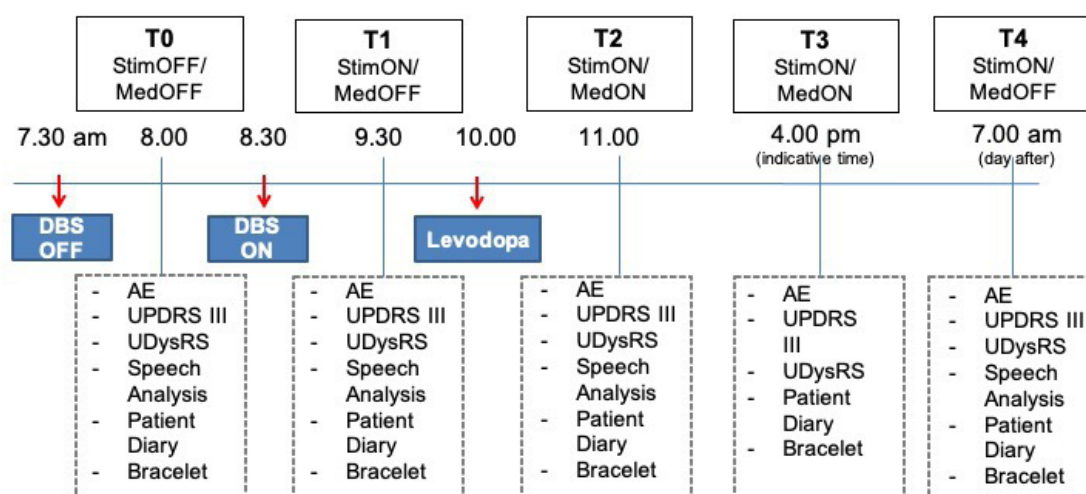 T0
StimOFF/
MedOFF
T1
StimON/
MedOFF
T2
StimON/
MedON
T3
StimON/
MedON
T4
StimON/
MedOFF
7.30 am
8.00
8.30
9.30
10.00
11.00
4.00 pm
(indicative time)
7.00 am
(day after)
DBS
OFF
DBS
ON
Levodopa
- AE
- UPDRS III
- UDysRS
- Speech
Analysis
- Patient
Diary
- Bracelet
- AE
- UPDRS III
- UDysRS
- Speech
Analysis
- Patient
Diary
- Bracelet
- AE
- UPDRS III
- UDysRS
- Speech
Analysis
- Patient
Diary
- Bracelet
- AE
- UPDRS
III
- UDysRS
- Patient
Diary
- Bracelet
- AE
- UPDRS III
- UDysRS
- Speech
Analysis
- Patient
Diary
- Bracelet